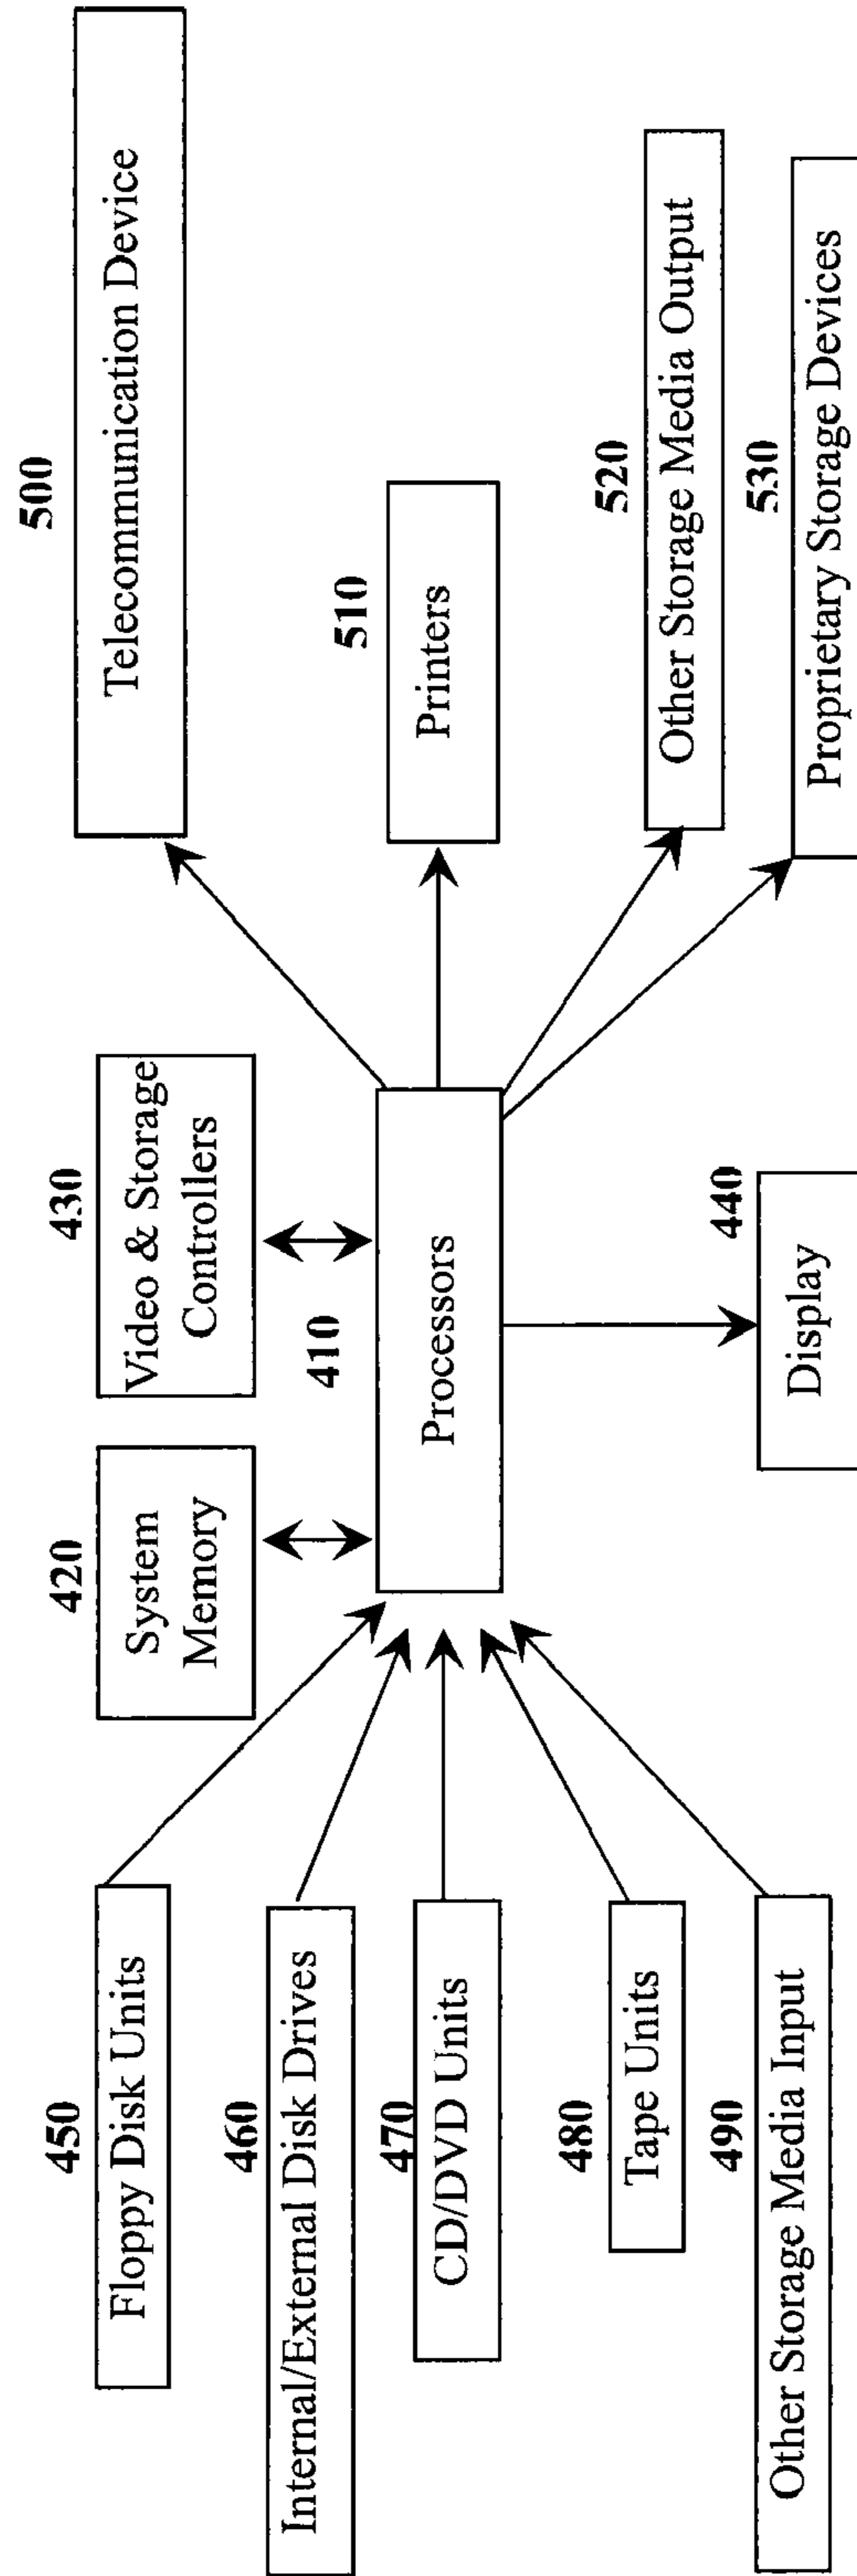 450
Floppy Disk Units
460
Internal/External Disk Drives
470
CD/DVD Units
480
Tape Units
490
Other Storage Media Input
420
System
Memory
430
Video & Storage
Controllers
410
Processors
440
Display
500
Telecommunication Device
510
Printers
520
Other Storage Media Output
530
Proprietary Storage Devices